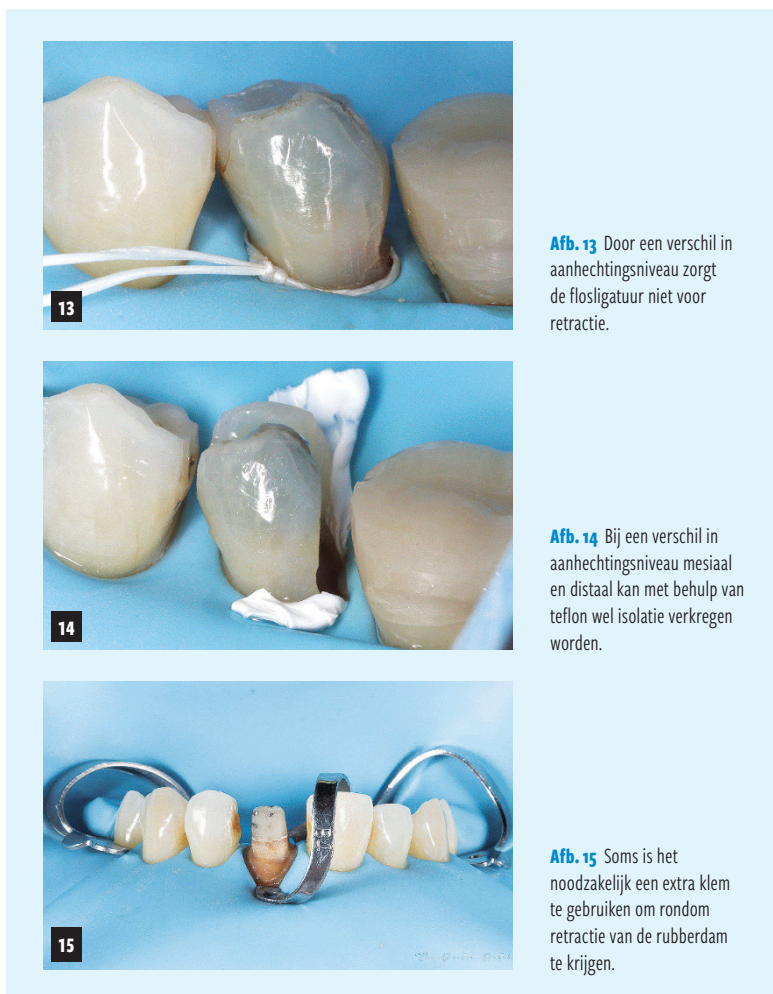 13
Afb. 13 Door een verschil in
aanhechtingsniveau zorgt
de flosligatuur niet voor
retractie.
14
Afb. 14 Bij een verschil in
aanhechtingsniveau mesiaal
en distaal kan met behulp van
teflon wel isolatie verkregen
worden.
15
Afb. 15 Soms is het
noodzakelijk een extra klem
te gebruiken om rondom
retractie van de rubberdam
te krijgen.